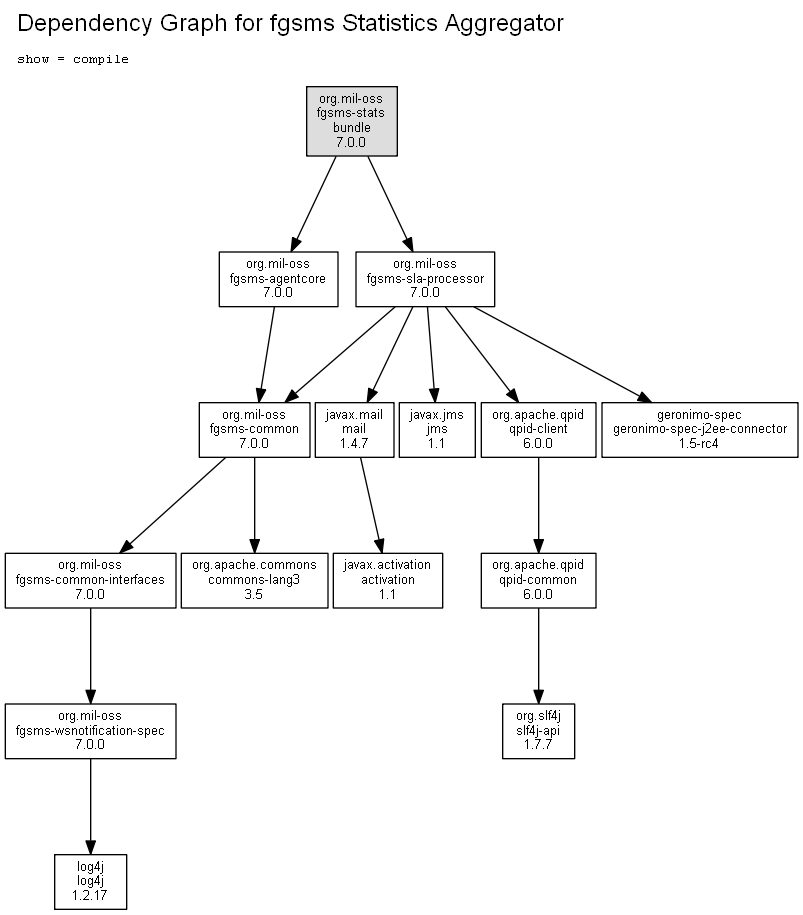 Dependency Graph for fgsms Statistics Aggregator
show = compile
org.mil-oss
fgsms-stats
bundle
7.0.0
org.mil-oss
fgsms-agentcore
7.0.0
org.mil-oss
fgsms-sla-processor
7.0.0
org.mil-oss
fgsms-common
7.0.0
javax.mail
mail
1.4.7
javax.jms
jms
1.1
org.apache.qpid
qpid-client
6.0.0
geronimo-spec
geronimo-spec-j2ee-connector
1.5-rc4
org.mil-oss
fgsms-common-interfaces
7.0.0
org.apache.commons
commons-lang3
3.5
javax.activation
activation
1.1
org.apache.qpid
qpid-common
6.0.0
org.mil-oss
fgsms-wsnotification-spec
7.0.0
org.slf4j
slf4j-api
1.7.7
log4j
log4j
1.2.17